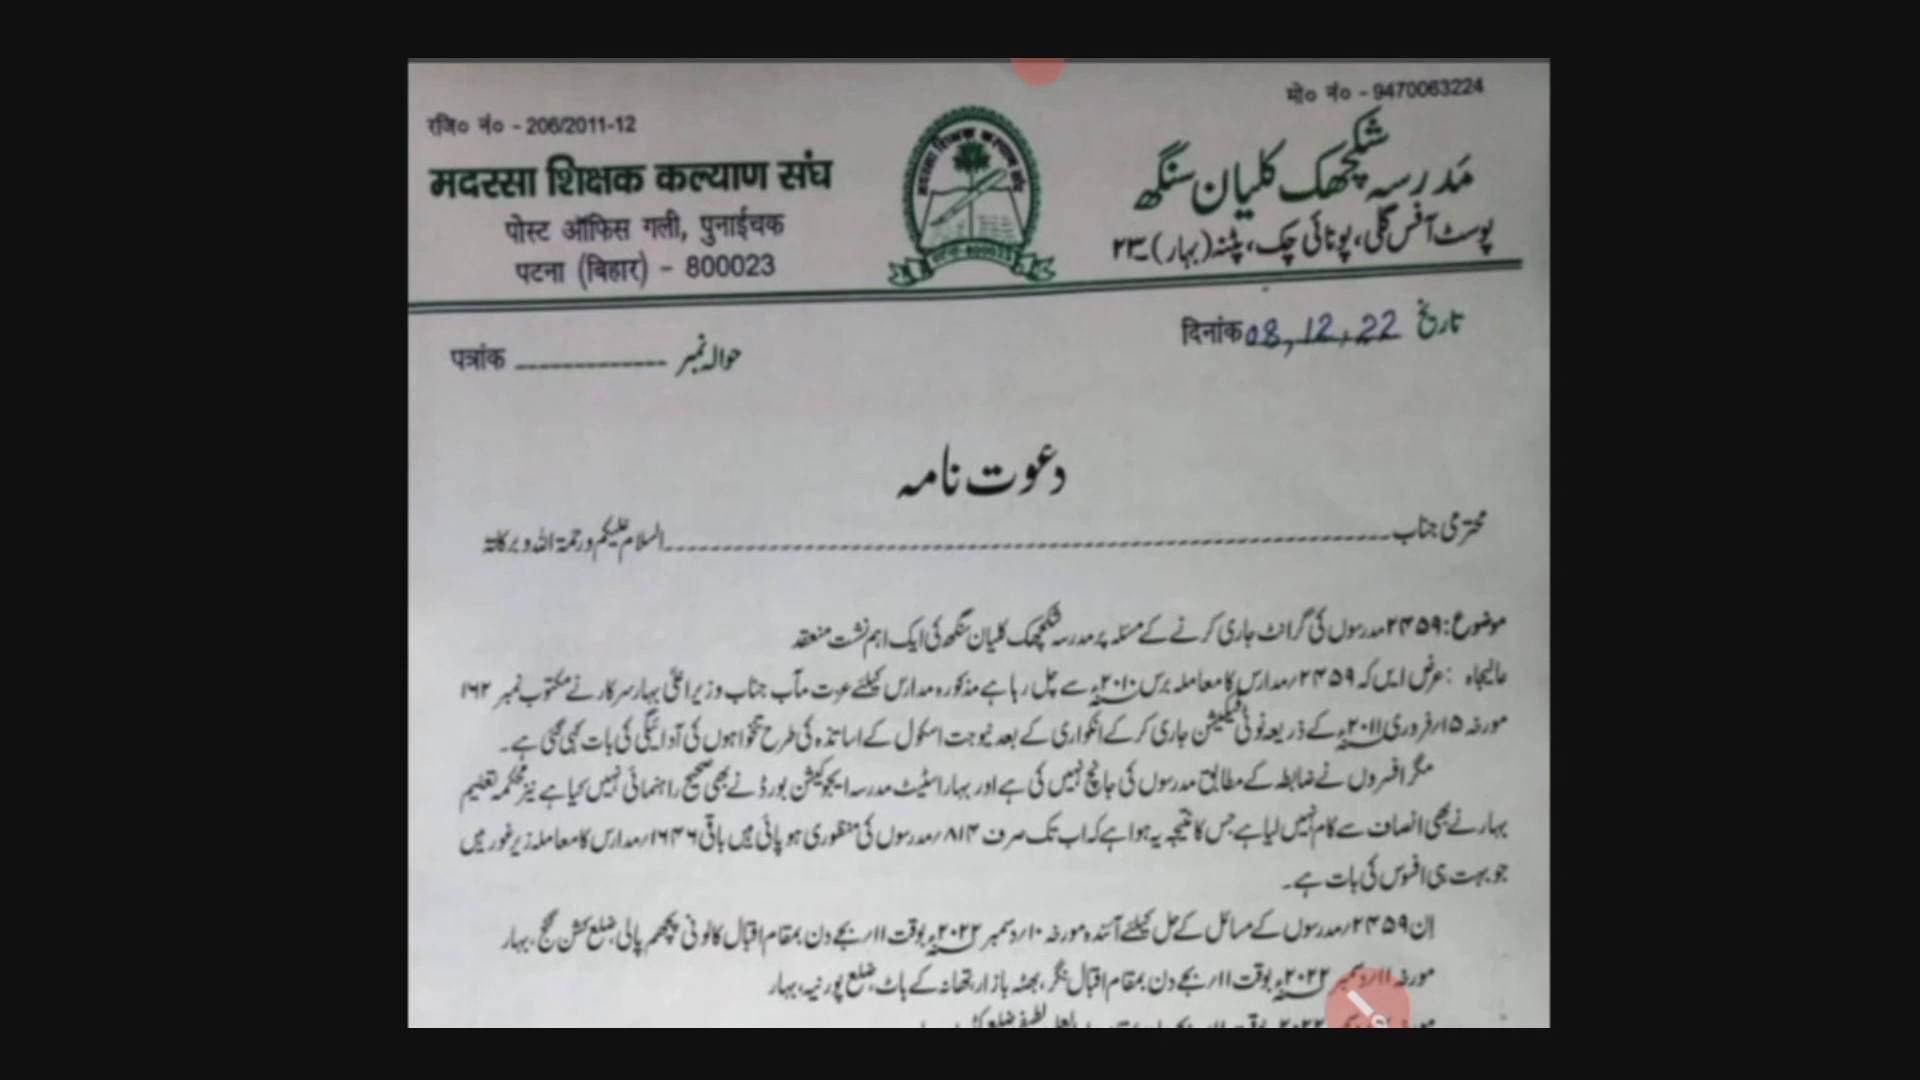 रजि० नं० - 206/2011-12
मो० नं० - 9470063224
मदरसा शिक्षक कल्याण संघ
पोस्ट ऑफिस गली, पुनाईचक
पटना (बिहार) - 800023
مدرسہ شکچھک کلیان سنگھ
پوسٹ آفس گلی، پونائی چک، پٹنہ (بہار) ۲۳
दिनांक 08,12,22 تاریخ
पत्रांक ------------- حوالہ نمبر
دعوت نامہ
محترمی جناب ------------- السلام علیکم ورحمۃ اللہ وبرکاتہ
موضوع: ۲۴۵۹ مدرسوں کی گرانٹ جاری کرنے کے مسئلہ پر مدرسہ شکچھک کلیان سنگھ کی ایک اہم نشت منعقد
عالیجاہ : عرض ایں کہ ۲۴۵۹/مدارس کا معاملہ برس ۲۰۱۰ء سے چل رہا ہے مذکورہ مدارس کیلئے عزت مآب جناب وزیر اعلیٰ بہار سرکار نے مکتوب نمبر ۱۶۲
مورخہ ۱۵/فروری ۲۰۱۱ء کے ذریعہ نوٹیفکیشن جاری کرکے انکوائری کے بعد نیوجت اسکول کے اساتذہ کی طرح تنخواہوں کی آدائیگی کی بات کہی گئی ہے۔
مگر افسروں نے ضابطہ کے مطابق مدرسوں کی جانچ نہیں کی ہے اور بہار اسٹیٹ مدرسہ ایجوکیشن بورڈ نے بھی صحیح راہنمائی نہیں کیا ہے نیز محکمہ تعلیم
بہار نے بھی انصاف سے کام نہیں لیا ہے جس کا نتیجہ یہ ہوا ہے کہ اب تک صرف ۸۱۴/مدرسوں کی منظوری ہو پائی ہیں باقی ۱۶۴۶/مدارس کا معاملہ زیر غور ہیں
جو بہت ہی افسوس کی بات ہے۔
اِن ۲۴۵۹/مدرسوں کے مسائل کے حل کیلئے آئندہ مورخہ ۱۰/دسمبر ۲۰۲۲ء بوقت ۱۱/بجے دن بمقام اقبال کالونی پچھم پالی، ضلع کشن گنج، بہار
مورخہ ۱۱/دسمبر ۲۰۲۲ء بوقت ۱۱/بجے دن بمقام اقبال نگر، بھٹہ بازار، تھانہ کے ہاٹ، ضلع پورنیہ، بہار